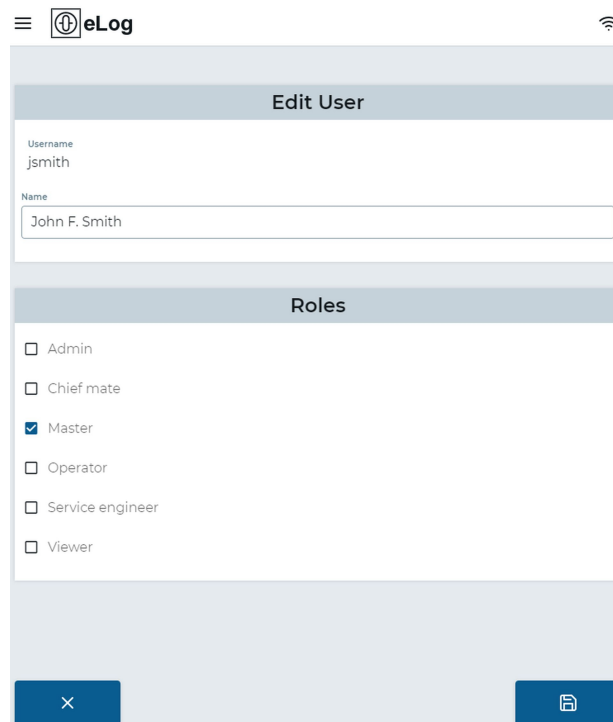 eLog
Edit User
Username
jsmith
Name
John F. Smith
Roles
Admin
Chief mate
Master
Operator
Service engineer
Viewer